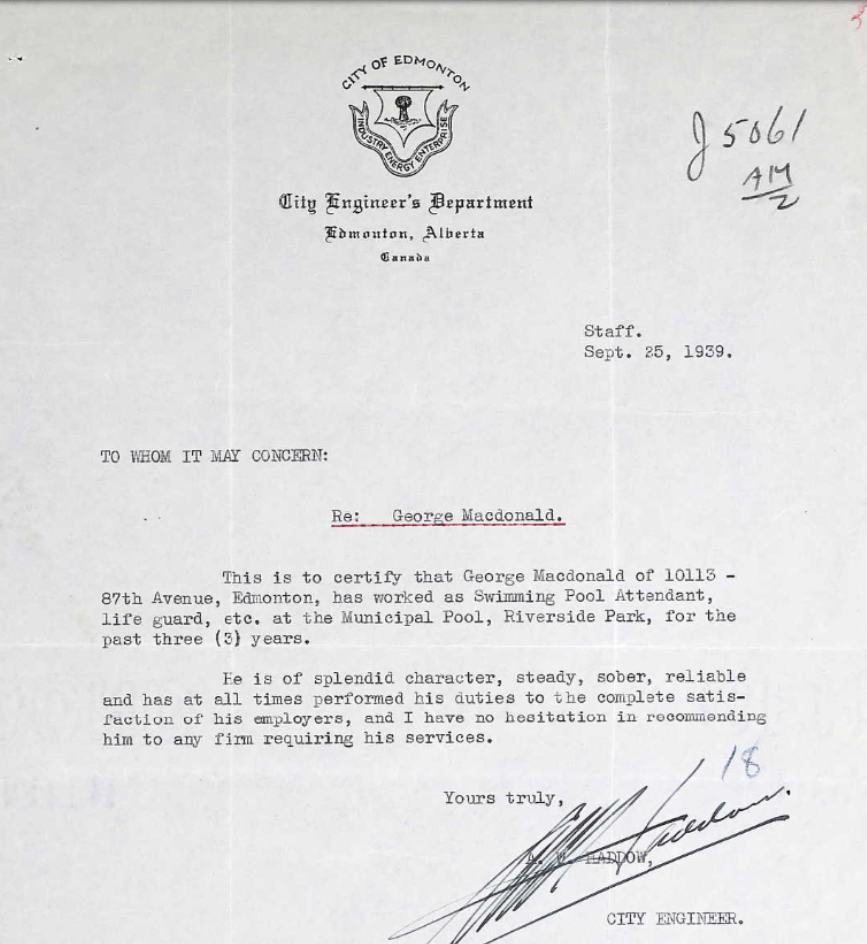 CITY OF EDMONTON
INDUSTRY ENERGY ENTERPRISE
City Engineer's Department
Edmonton, Alberta
Canada
J 5061
AM
2
Staff.
Sept. 25, 1939.
TO WHOM IT MAY CONCERN:
Re: George Macdonald.
This is to certify that George Macdonald of 10113 -
87th Avenue, Edmonton, has worked as Swimming Pool Attendant,
life guard, etc. at the Municipal Pool, Riverside Park, for the
past three (3) years.
He is of splendid character, steady, sober, reliable
and has at all times performed his duties to the complete satis-
faction of his employers, and I have no hesitation in recommending
him to any firm requiring his services.
18
Yours truly,
A. W. HADDOW,
CITY ENGINEER.